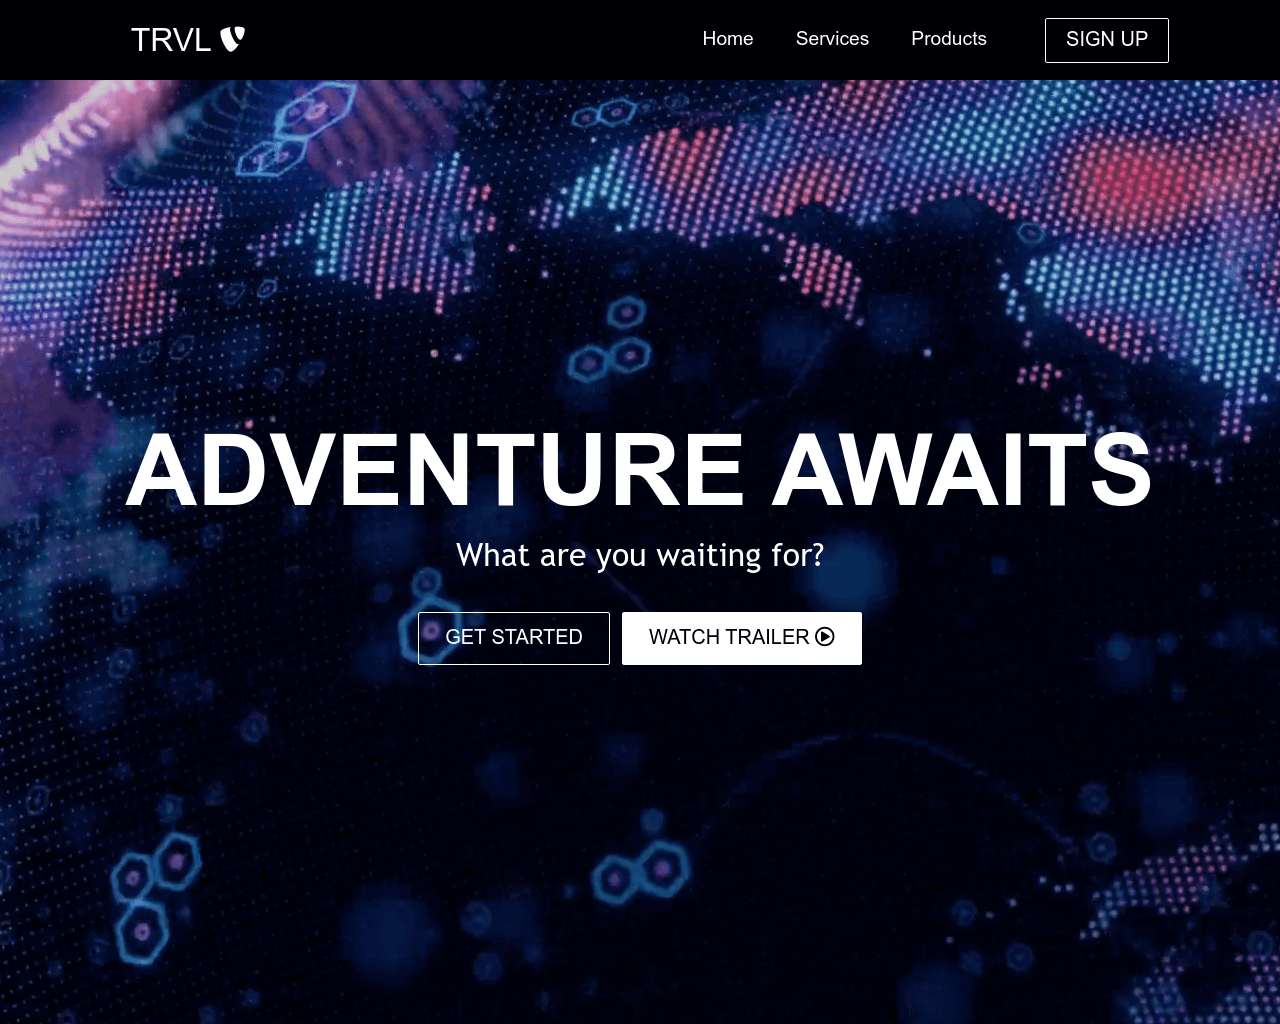 TRVL
Home
Services
Products
SIGN UP
ADVENTURE AWAITS
What are you waiting for?
GET STARTED
WATCH TRAILER